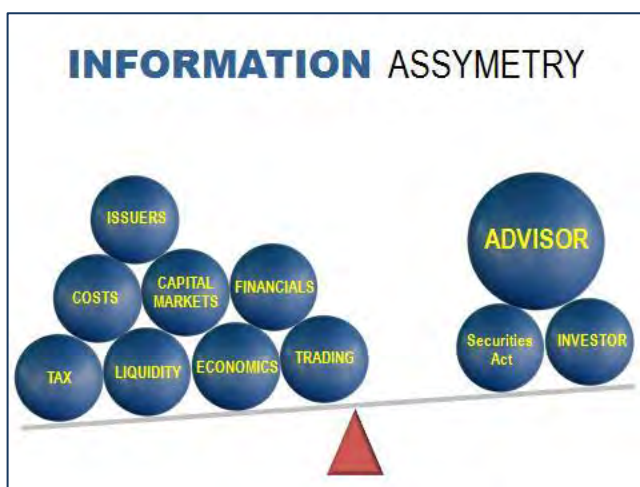 INFORMATION ASSYMETRY
ISSUERS
ADVISOR
COSTS
CAPITAL
MARKETS
FINANCIALS
TAX
LIQUIDITY
ECONOMICS
TRADING
Securities
Act
INVESTOR